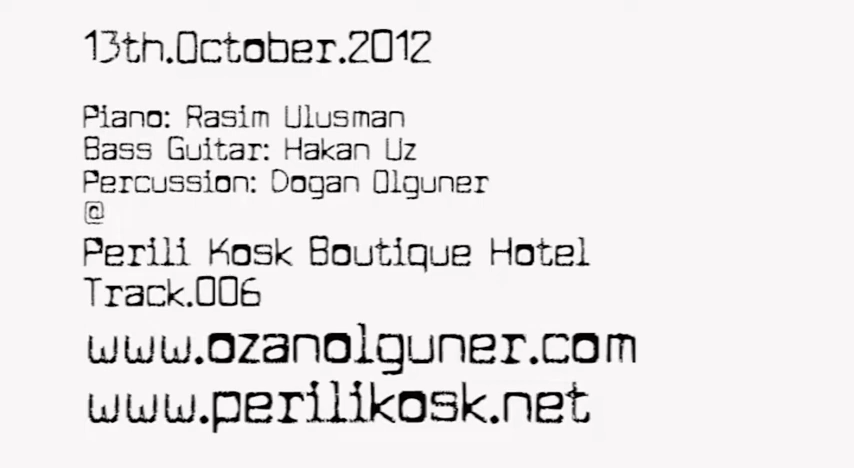 13th.October.2012
Piano: Rasim Ulusman
Bass Guitar: Hakan Uz
Percussion: Dogan Olguner
@
Perili Kosk Boutique Hotel
Track.006
www.ozanolguner.com
www.perilikosk.net